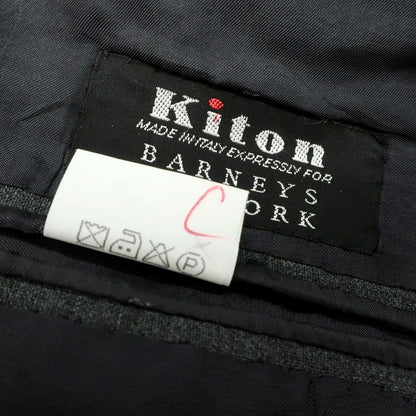 Kiton
MADE IN ITALY EXPRESSLY FOR
BARNEYS
ORK
C
P